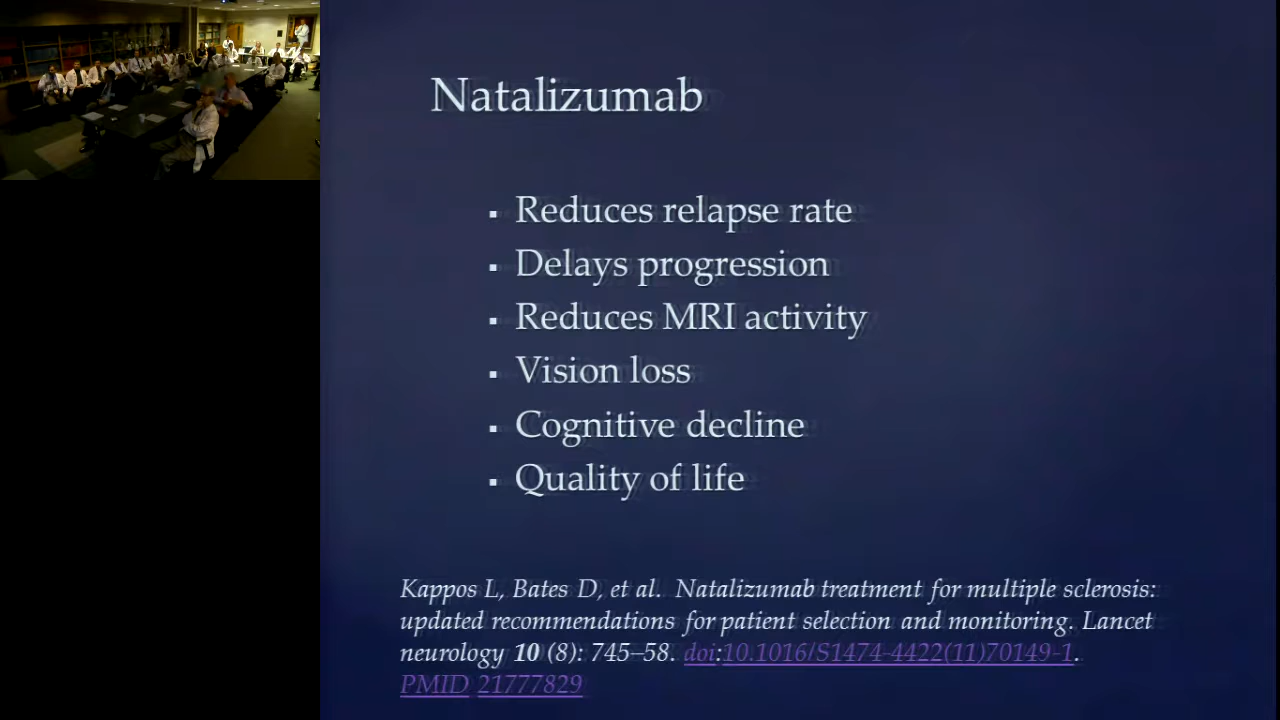 Natalizumab
▪ Reduces relapse rate
▪ Delays progression
▪ Reduces MRI activity
▪ Vision loss
▪ Cognitive decline
▪ Quality of life
Kappos L, Bates D, et al. Natalizumab treatment for multiple sclerosis:
updated recommendations for patient selection and monitoring. Lancet
neurology 10 (8): 745–58. doi:10.1016/S1474-4422(11)70149-1.
PMID 21777829